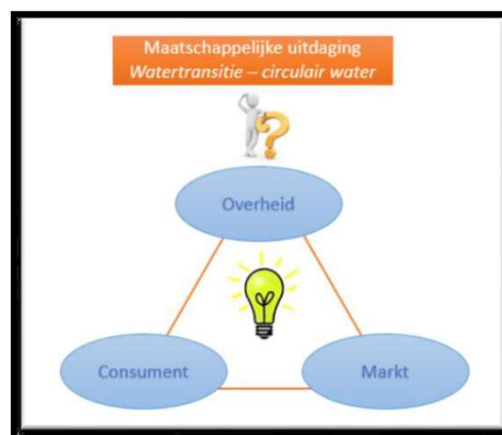 Maatschappelijke uitdaging
Watertransitie – circulair water
Overheid
Consument
Markt